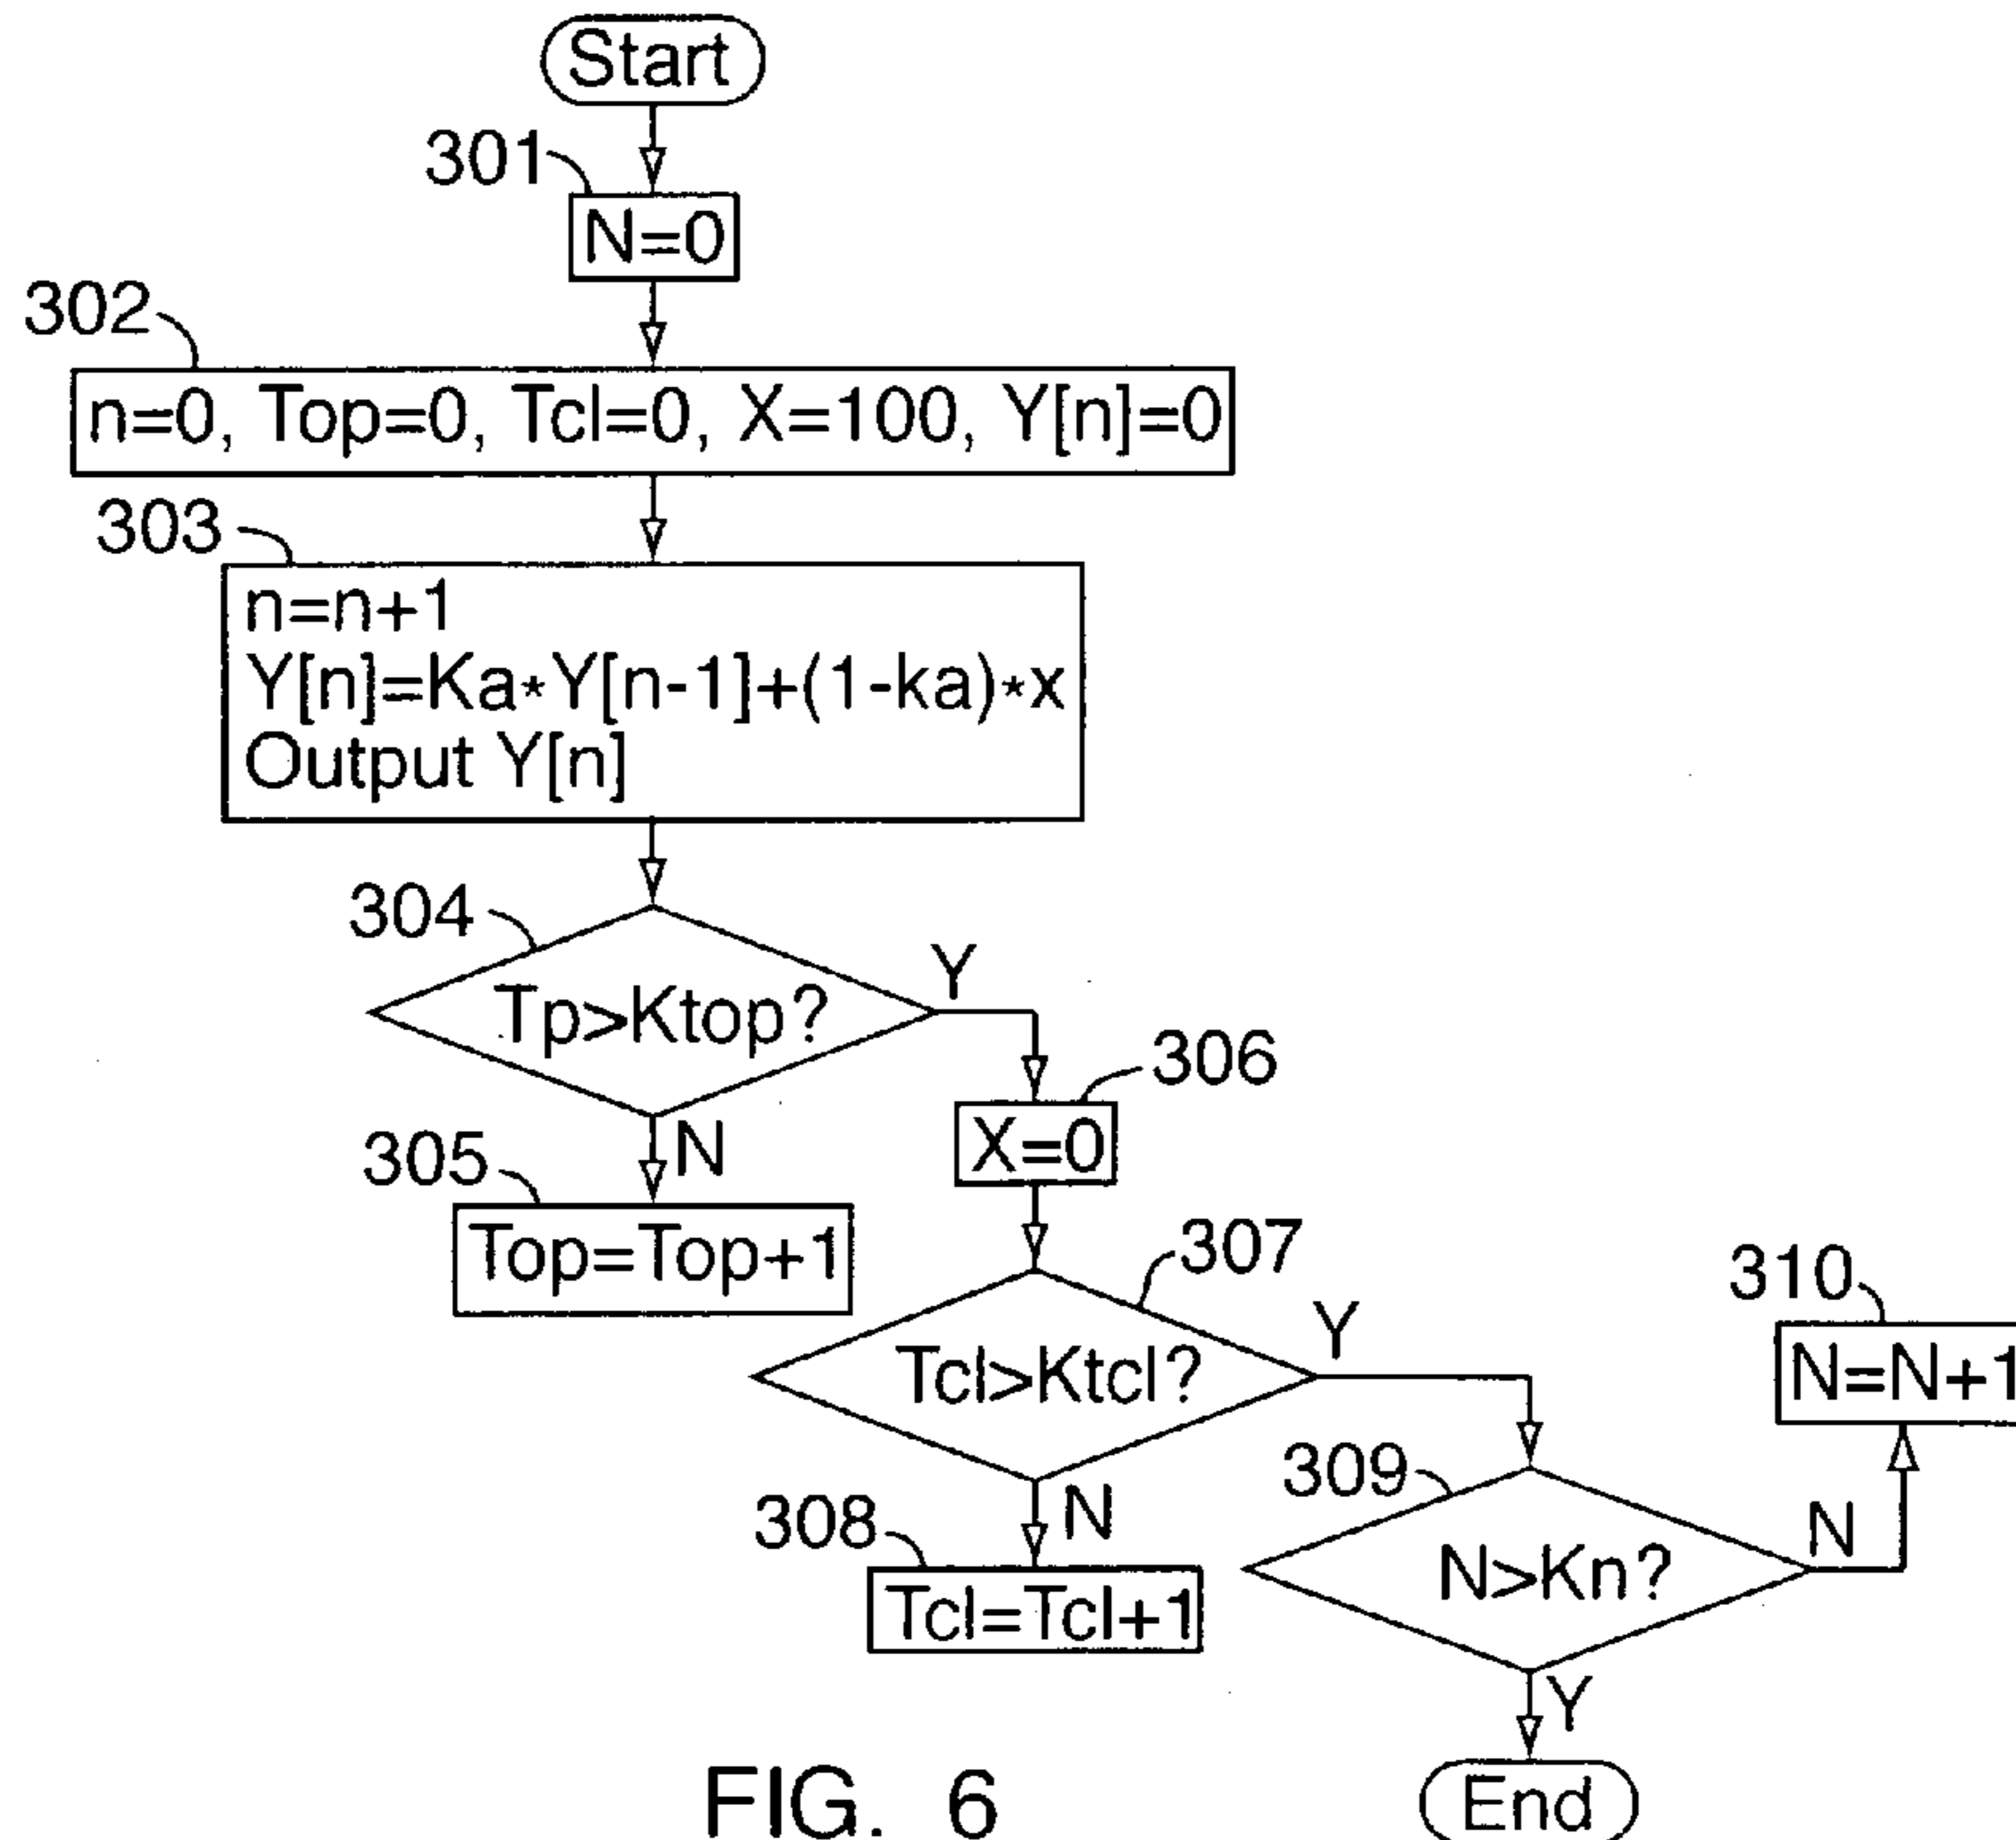 Start
301
N=0
302
n=0, Top=0, Tcl=0, X=100, Y[n]=0
303
n=n+1
Y[n]=Ka*Y[n-1]+(1-ka)*x
Output Y[n]
304
Tp>Ktop?
Y
N
305
Top=Top+1
306
X=0
307
Tcl>Ktcl?
Y
N
308
Tcl=Tcl+1
309
N>Kn?
N
310
N=N+1
Y
End
FIG. 6